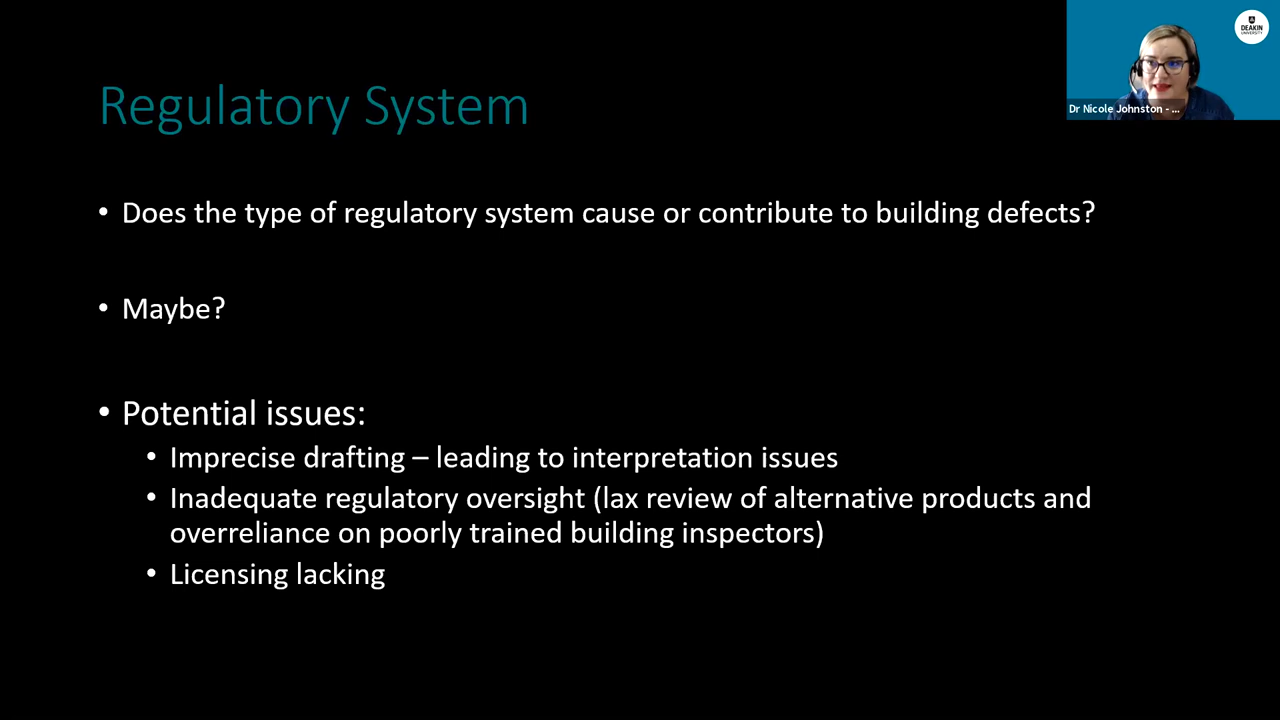 DEAKIN
UNIVERSITY
Dr Nicole Johnston - ...
Regulatory System
• Does the type of regulatory system cause or contribute to building defects?
• Maybe?
• Potential issues:
• Imprecise drafting – leading to interpretation issues
• Inadequate regulatory oversight (lax review of alternative products and
overreliance on poorly trained building inspectors)
• Licensing lacking